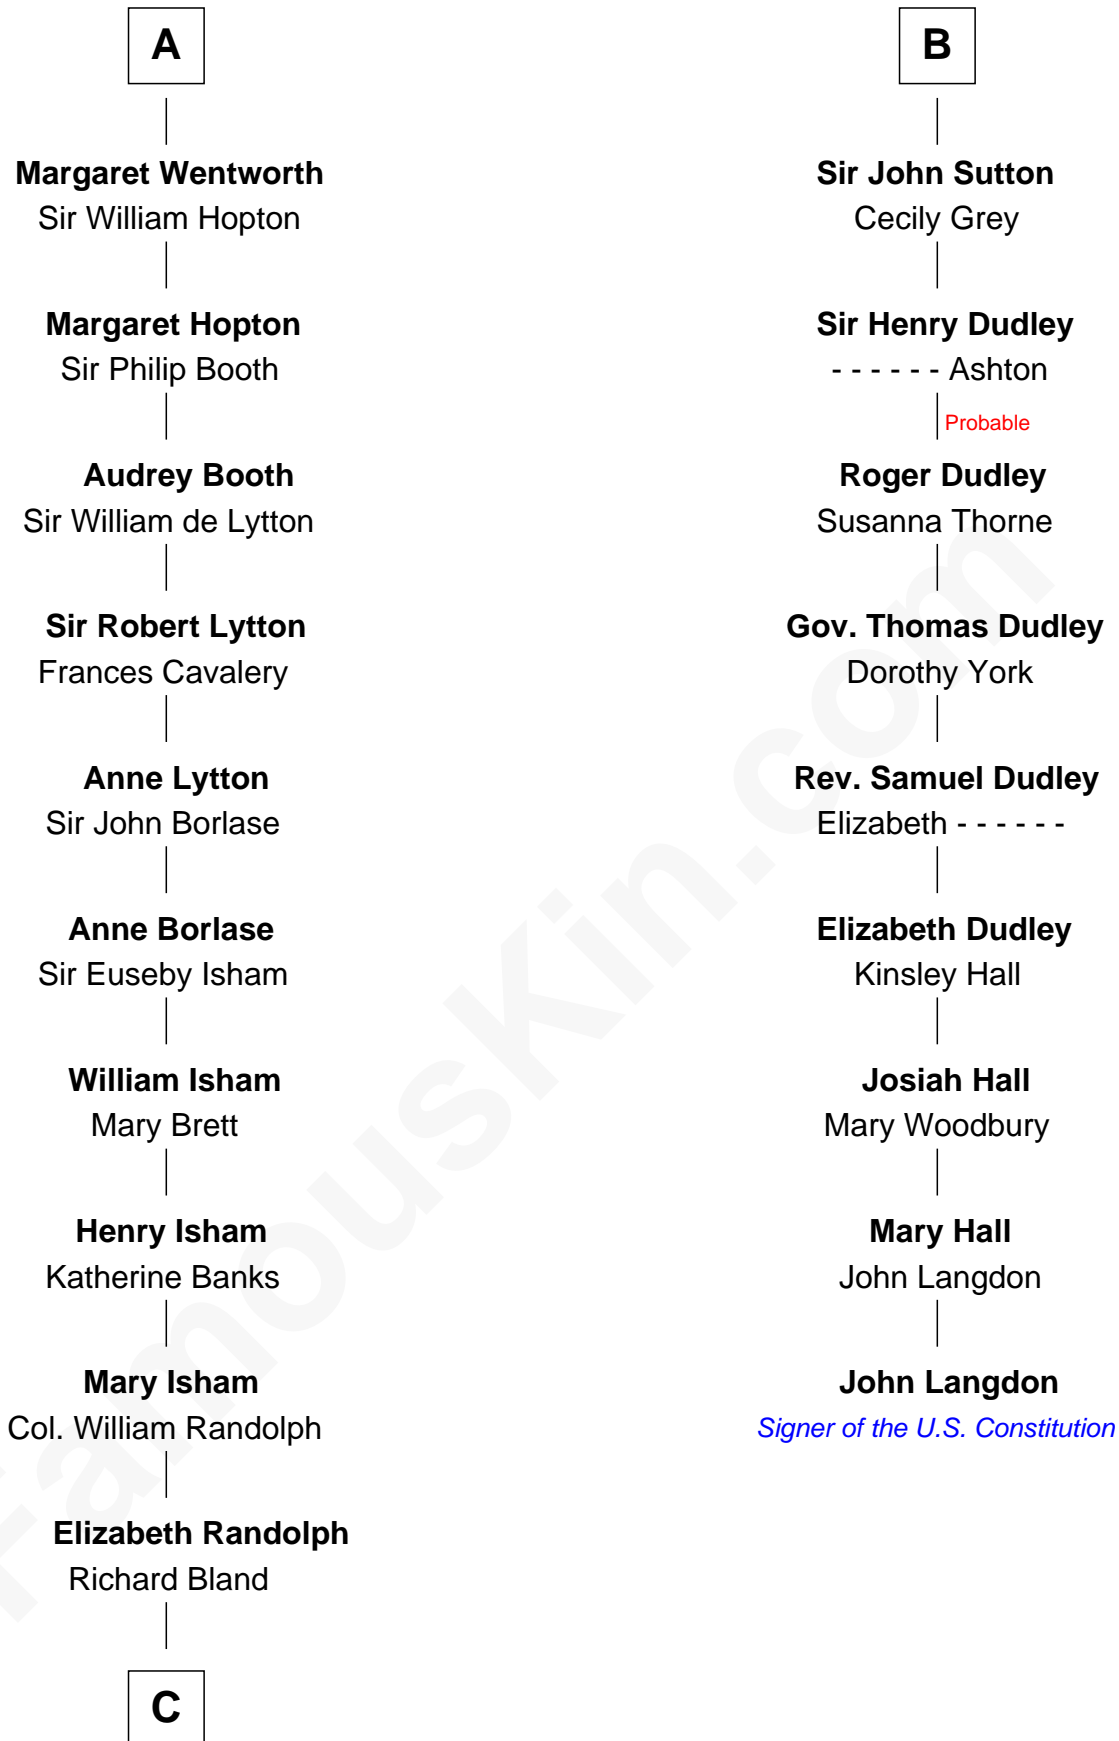 A
Margaret Wentworth
Sir William Hopton
Margaret Hopton
Sir Philip Booth
Audrey Booth
Sir William de Lytton
Sir Robert Lytton
Frances Cavalery
Anne Lytton
Sir John Borlase
Anne Borlase
Sir Euseby Isham
William Isham
Mary Brett
Henry Isham
Katherine Banks
Mary Isham
Col. William Randolph
Elizabeth Randolph
Richard Bland
C
B
Sir John Sutton
Cecily Grey
Sir Henry Dudley
- - - - - - Ashton
Probable
Roger Dudley
Susanna Thorne
Gov. Thomas Dudley
Dorothy York
Rev. Samuel Dudley
Elizabeth - - - - - -
Elizabeth Dudley
Kinsley Hall
Josiah Hall
Mary Woodbury
Mary Hall
John Langdon
John Langdon
Signer of the U.S. Constitution
FamousKin.com